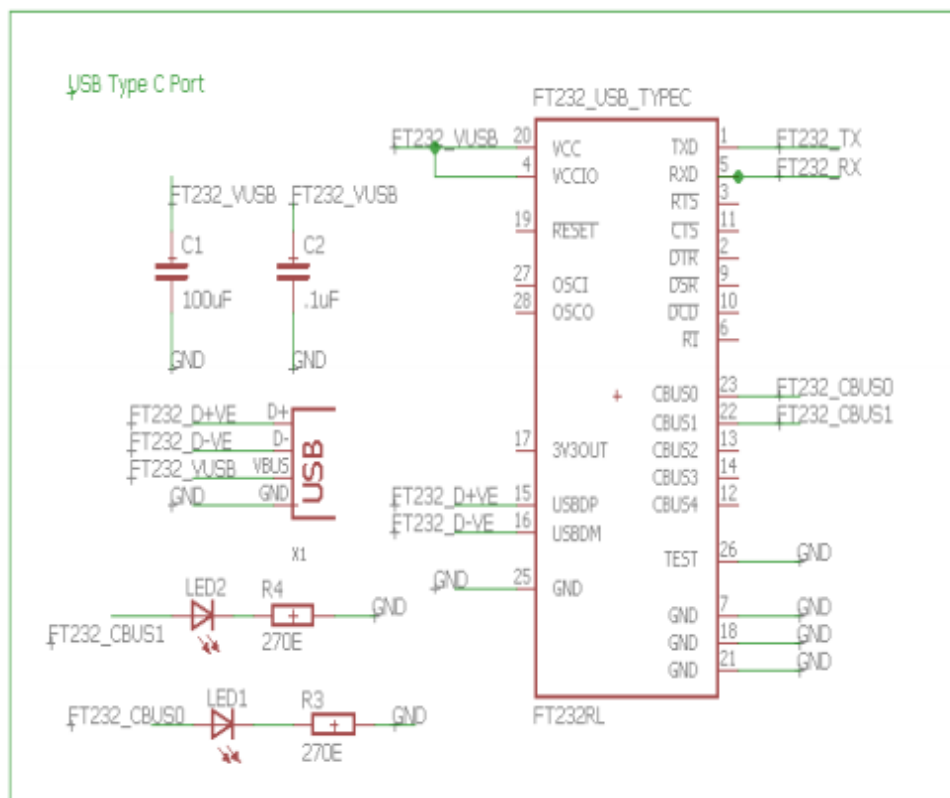 USB Type C Port
FT232_USB_TYPEC
FT232_VUSB 20 VCC TXD 1 FT232_TX
4 VCCIO RXD 5 FT232_RX
RTS 3
19 RESET CTS 11
DTR 2
27 OSCI DSR 9
28 OSCO DCD 10
RI 6
CBUS0 23 FT232_CBUS0
CBUS1 22 FT232_CBUS1
17 3V3OUT CBUS2 13
CBUS3 14
FT232_D+VE 15 USBDP CBUS4 12
FT232_D-VE 16 USBDM
TEST 26 GND
GND 25 GND
GND 7 GND
GND 18 GND
GND 21 GND
FT232RL
FT232_VUSB FT232_VUSB
C1 C2
100uF .1uF
GND GND
FT232_D+VE D+
FT232_D-VE D-
FT232_VUSB VBUS
GND GND
USB
X1
LED2 R4 GND
FT232_CBUS1 270E
LED1 R3
FT232_CBUS0 GND
270E